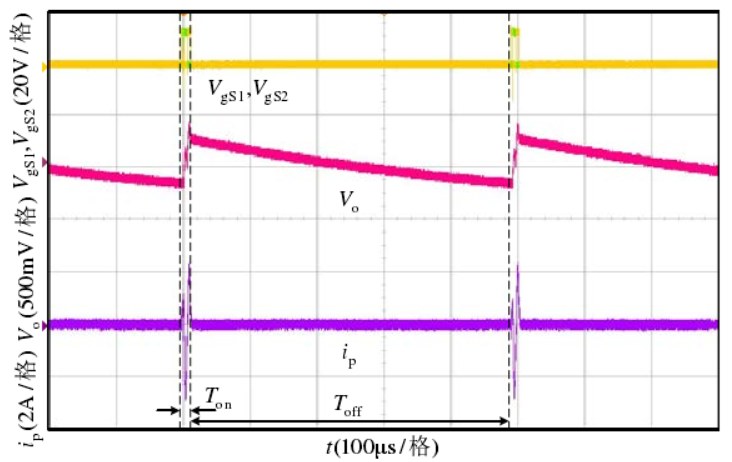 V_gS1,V_gS2(20V/格)
V_o(500mV/格)
i_p(2A/格)
V_gS1,V_gS2
V_o
i_p
T_on
T_off
t(100μs/格)